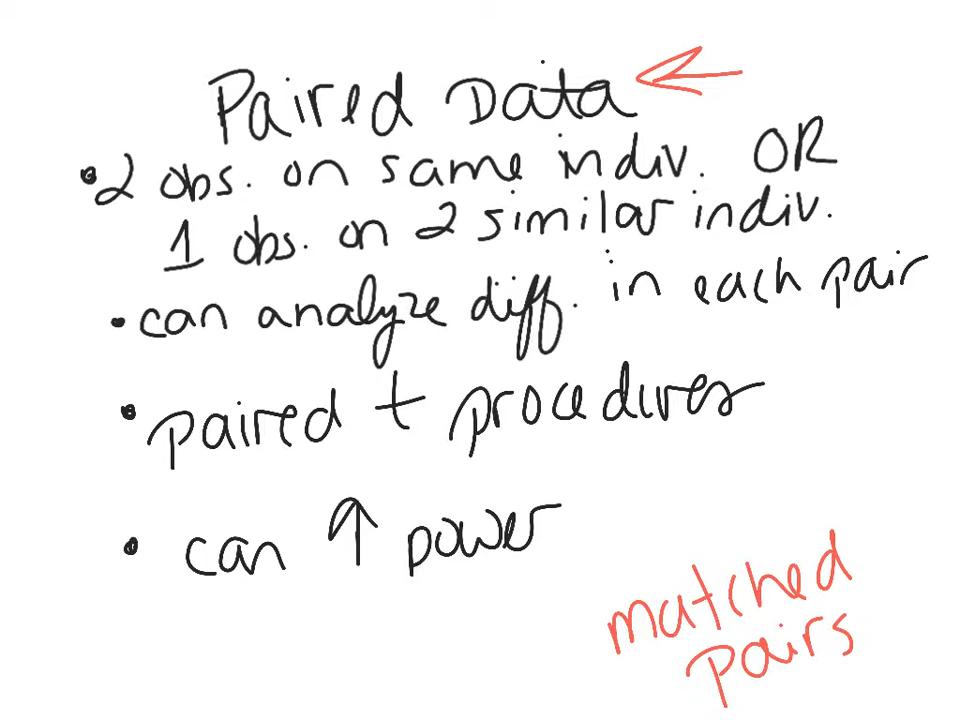 Paired Data
• 2 obs. on same indiv. OR
1 obs. on 2 similar indiv.
• can analyze diff. in each pair
• paired t procedures
• can ↑ power
matched
pairs